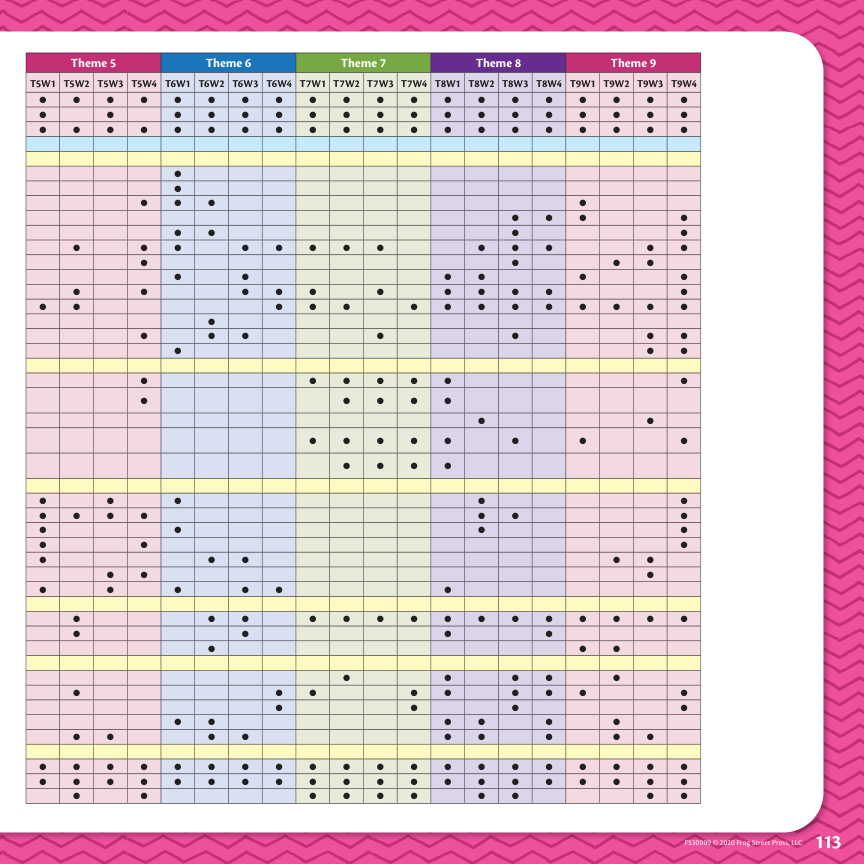 Theme 5 Theme 6 Theme 7 Theme 8 Theme 9
T5W1 T5W2 T5W3 T5W4 T6W1 T6W2 T6W3 T6W4 T7W1 T7W2 T7W3 T7W4 T8W1 T8W2 T8W3 T8W4 T9W1 T9W2 T9W3 T9W4
FS30009 © 2020 Frog Street Press, LLC 113